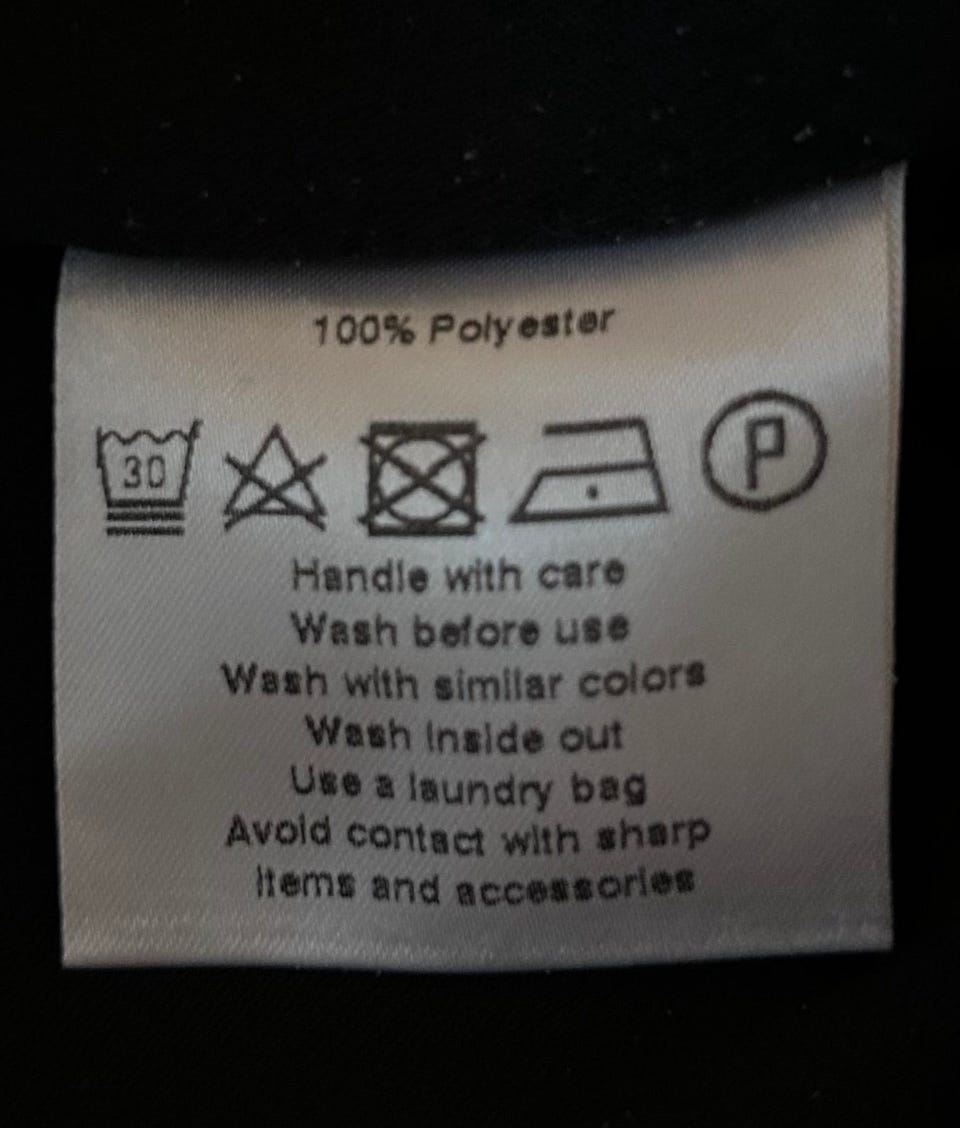 100% Polyester
30 P
Handle with care
Wash before use
Wash with similar colors
Wash inside out
Use a laundry bag
Avoid contact with sharp
items and accessories